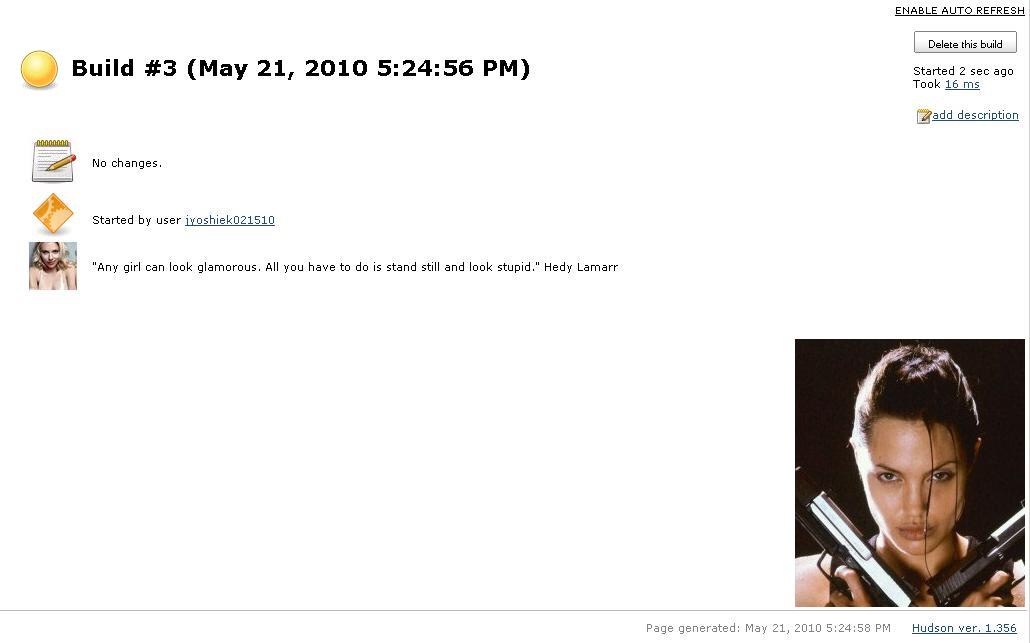 ENABLE AUTO REFRESH
Delete this build
Build #3 (May 21, 2010 5:24:56 PM)
Started 2 sec ago
Took 16 ms
add description
No changes.
Started by user jyoshiek021510
"Any girl can look glamorous. All you have to do is stand still and look stupid." Hedy Lamarr
Page generated: May 21, 2010 5:24:58 PM Hudson ver. 1.356